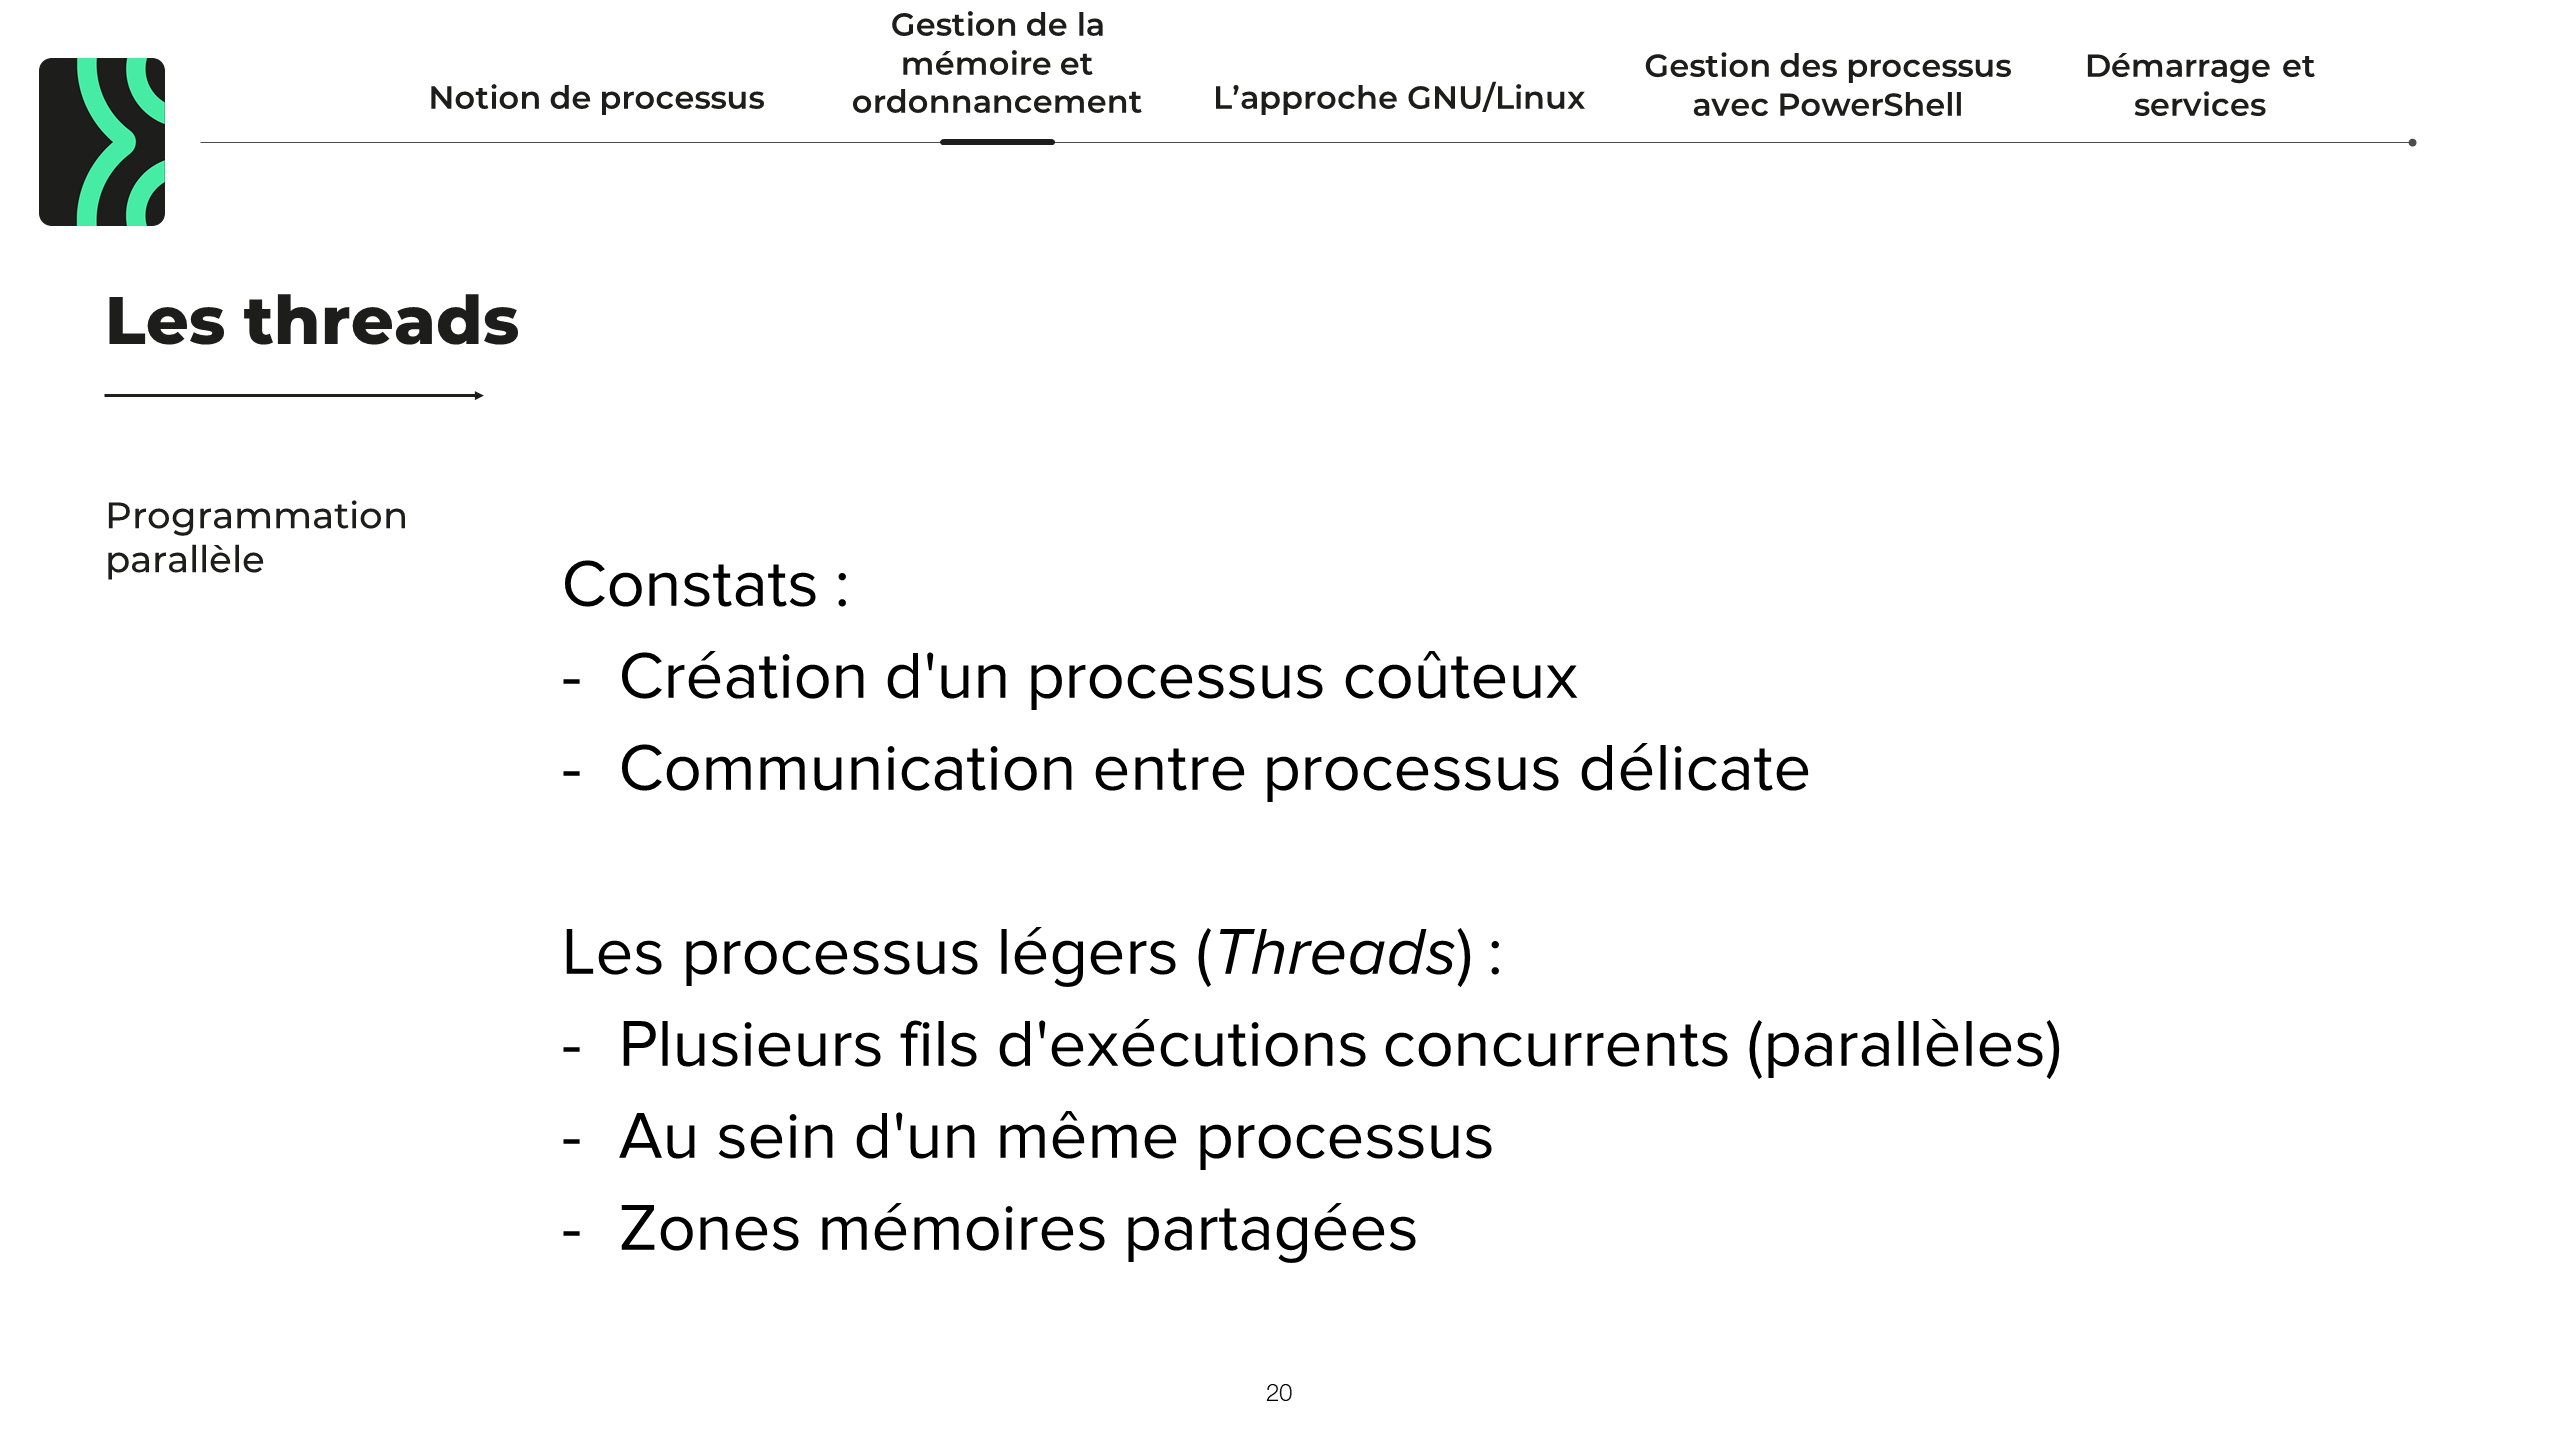 Notion de processus
Gestion de la
mémoire et
ordonnancement
L’approche GNU/Linux
Gestion des processus
avec PowerShell
Démarrage et
services
Les threads
Programmation
parallèle
Constats :
- Création d'un processus coûteux
- Communication entre processus délicate
Les processus légers (Threads) :
- Plusieurs fils d'exécutions concurrents (parallèles)
- Au sein d'un même processus
- Zones mémoires partagées
20